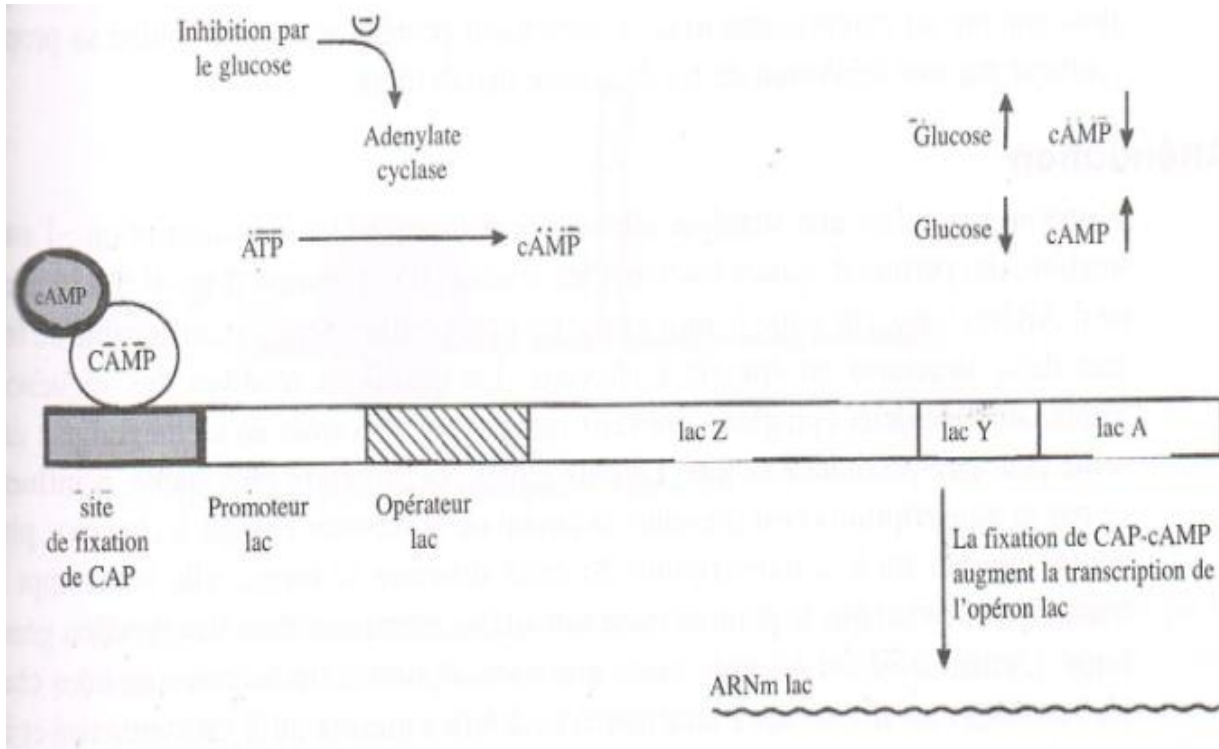 Inhibition par
le glucose
Adenylate
cyclase
ATP
cAMP
Glucose
cAMP
Glucose
cAMP
cAMP
CAMP
lac Z
lac Y
lac A
site
de fixation
de CAP
Promoteur
lac
Opérateur
lac
La fixation de CAP-cAMP
augment la transcription de
l'opéron lac
ARNm lac